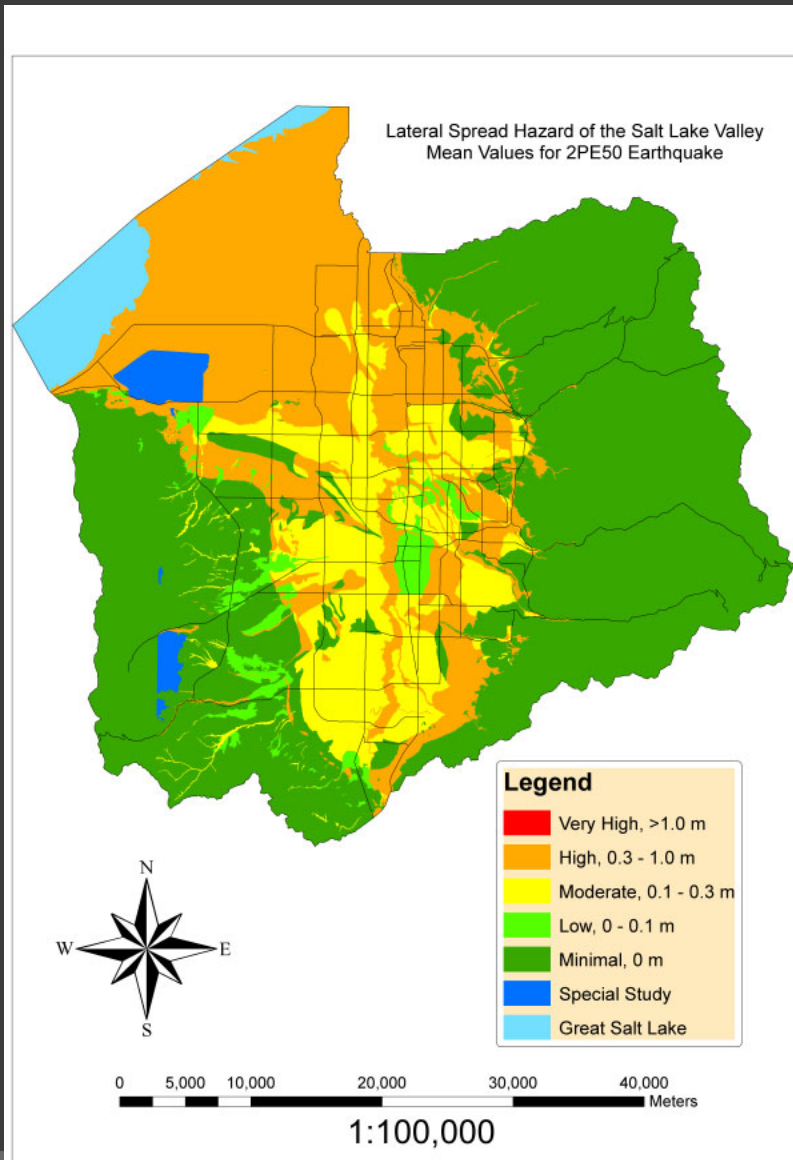 Lateral Spread Hazard of the Salt Lake Valley
Mean Values for 2PE50 Earthquake
Legend
Very High, >1.0 m
High, 0.3 - 1.0 m
Moderate, 0.1 - 0.3 m
Low, 0 - 0.1 m
Minimal, 0 m
Special Study
Great Salt Lake
N
W
E
S
0 5,000 10,000 20,000 30,000 40,000
Meters
1:100,000